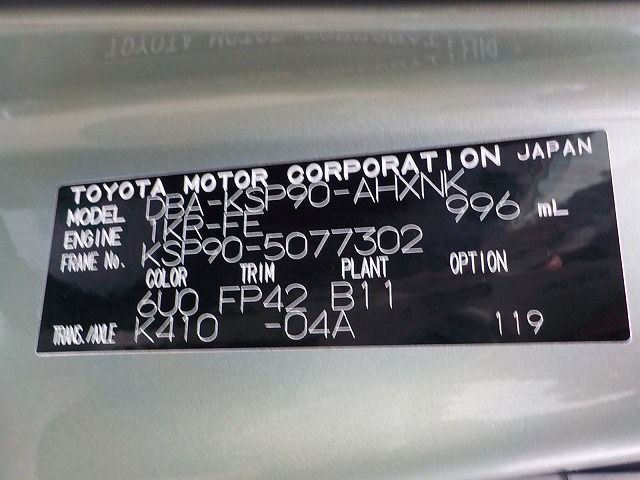 TOYOTA MOTOR CORPORATION JAPAN
MODEL DBA-KSP90-AHXNK
ENGINE 1KR-FE 996 mL
FRAME No. KSP90-5077302
COLOR TRIM PLANT OPTION
6U0 FP42 B11
TRANS./AXLE K410 -04A 119